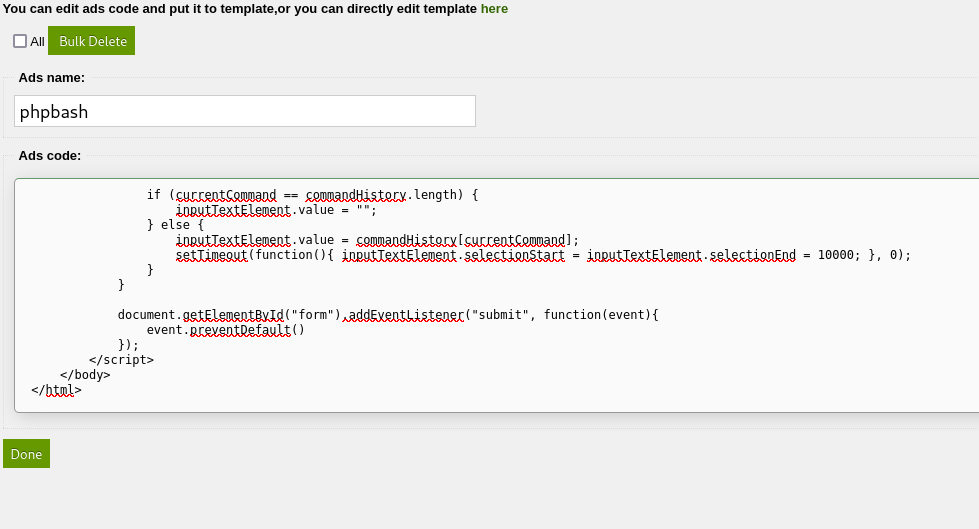 You can edit ads code and put it to template,or you can directly edit template here
All Bulk Delete
Ads name:
phpbash
Ads code:
                if (currentCommand == commandHistory.length) {
                    inputTextElement.value = "";
                } else {
                    inputTextElement.value = commandHistory[currentCommand];
                    setTimeout(function(){ inputTextElement.selectionStart = inputTextElement.selectionEnd = 10000; }, 0);
                }
            }

            document.getElementById("form").addEventListener("submit", function(event){
                event.preventDefault()
            });
        </script>
    </body>
</html>
Done